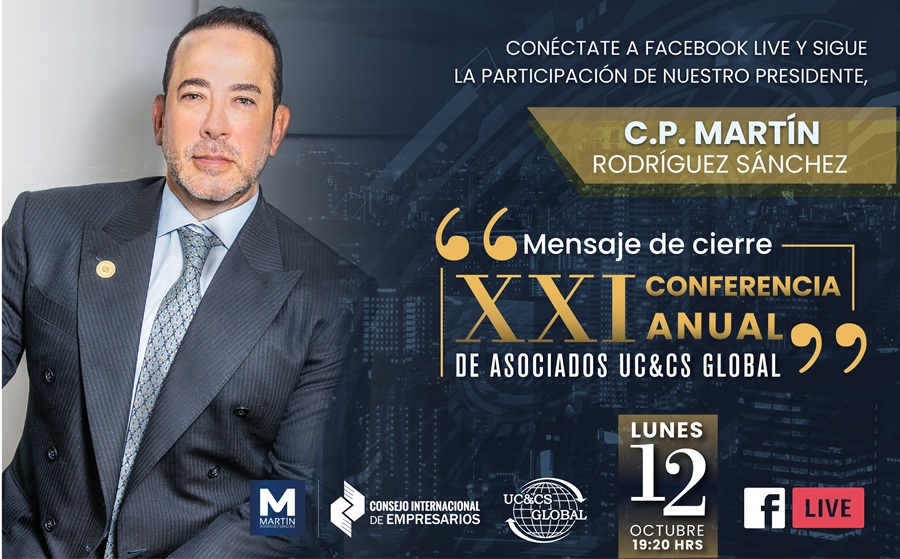 CONÉCTATE A FACEBOOK LIVE Y SIGUE
LA PARTICIPACIÓN DE NUESTRO PRESIDENTE,
C.P. MARTÍN
RODRÍGUEZ SÁNCHEZ
“Mensaje de cierre
XXI CONFERENCIA
ANUAL”
DE ASOCIADOS UC&CS GLOBAL
LUNES
12
OCTUBRE
19:20 HRS
M
MARTÍN
RODRÍGUEZ SÁNCHEZ
CONSEJO INTERNACIONAL
DE EMPRESARIOS
UC&CS
GLOBAL
f LIVE